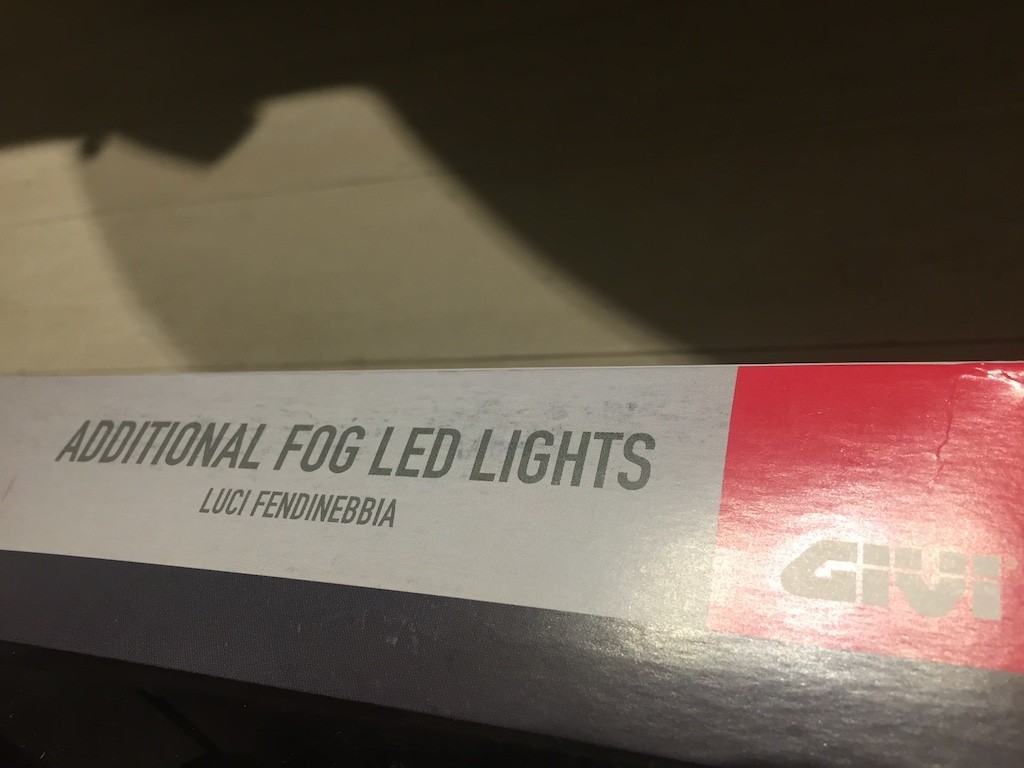 ADDITIONAL FOG LED LIGHTS
LUCI FENDINEBBIA
GIVI